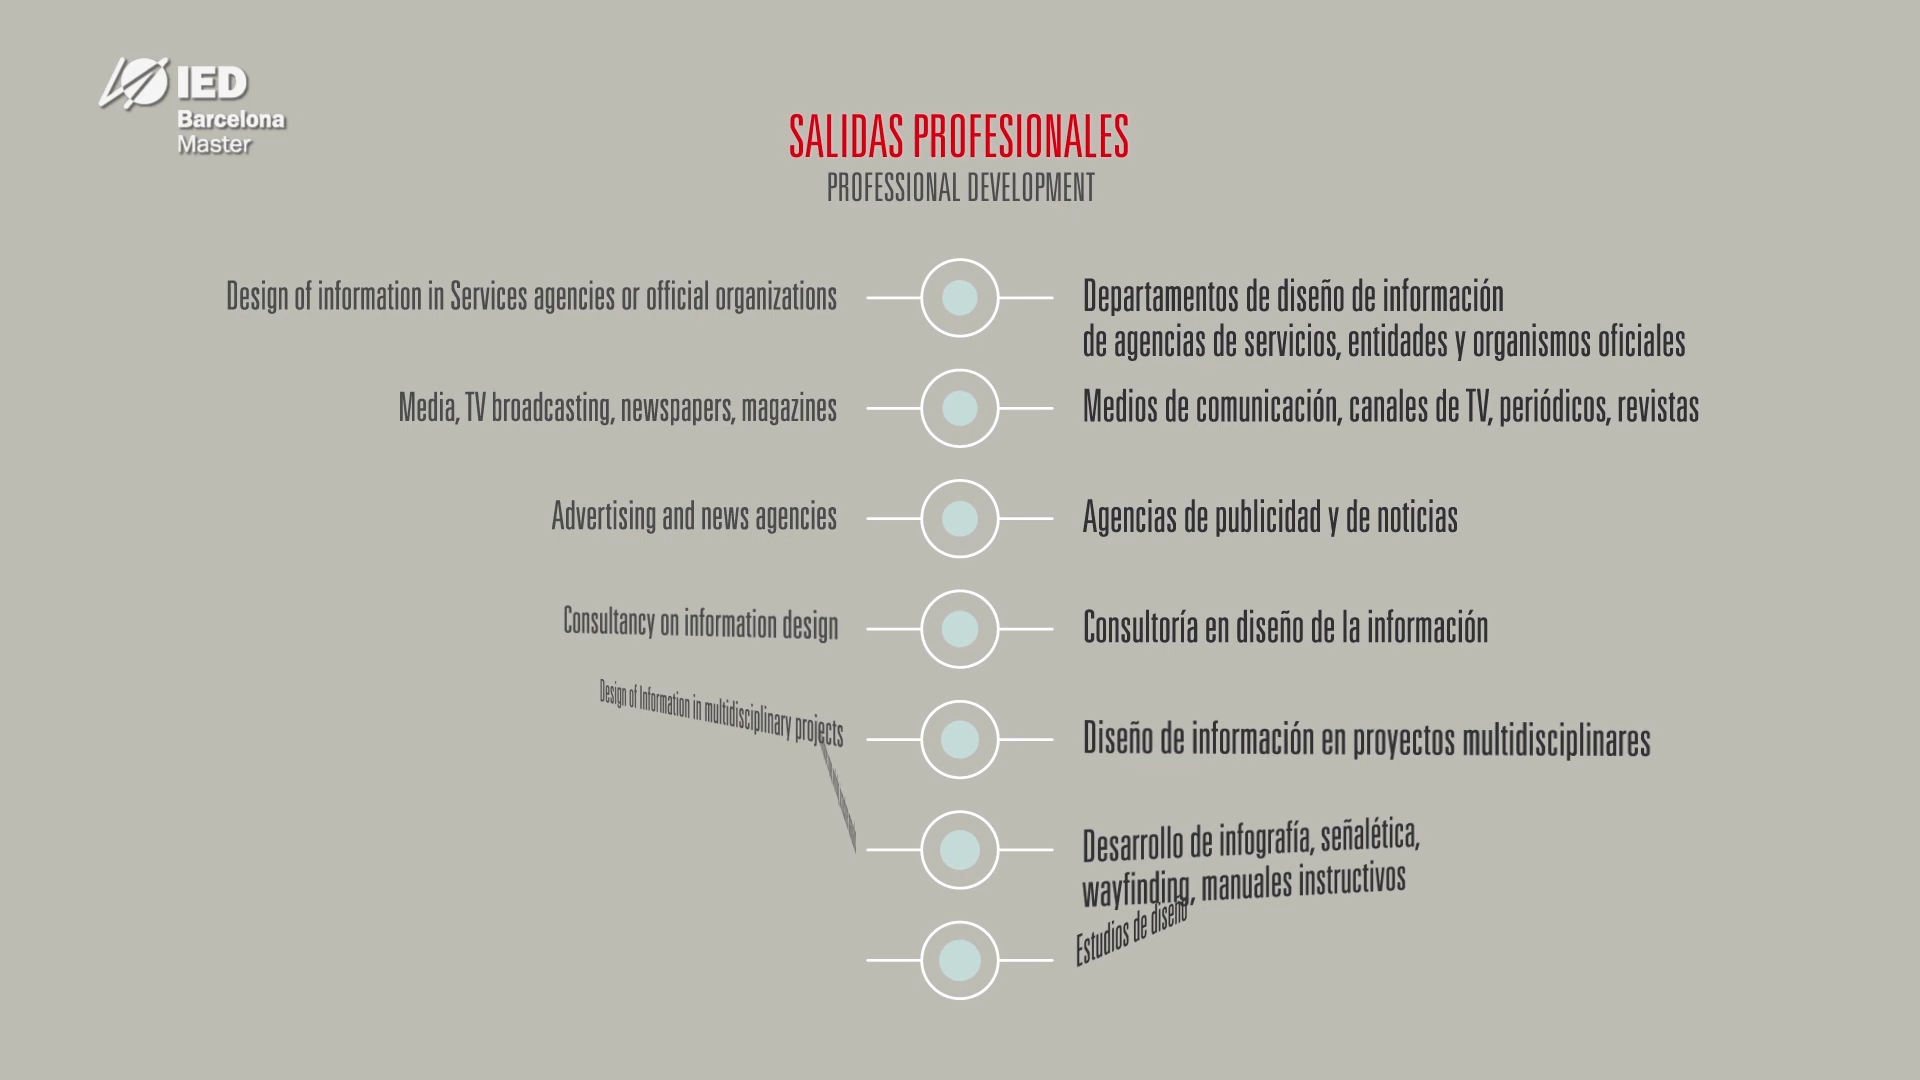 IED
Barcelona
Master
SALIDAS PROFESIONALES
PROFESSIONAL DEVELOPMENT
Design of information in Services agencies or official organizations
Departamentos de diseño de información
de agencias de servicios, entidades y organismos oficiales
Media, TV broadcasting, newspapers, magazines
Medios de comunicación, canales de TV, periódicos, revistas
Advertising and news agencies
Agencias de publicidad y de noticias
Consultancy on information design
Consultoría en diseño de la información
Design of Information in multidisciplinary projects
Diseño de información en proyectos multidisciplinares
Desarrollo de infografía, señalética,
wayfinding, manuales instructivos
Estudios de diseño